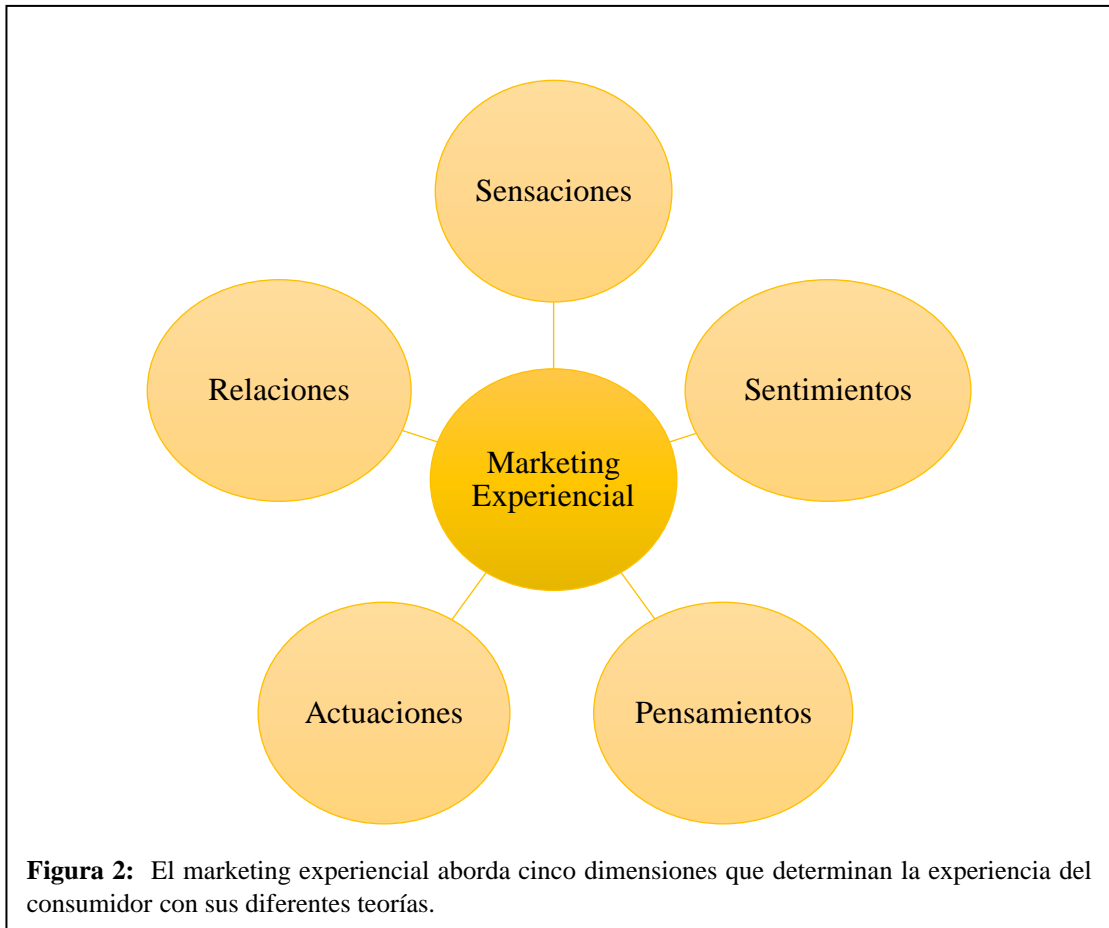 Sensaciones
Relaciones
Sentimientos
Marketing
Experiencial
Actuaciones
Pensamientos
Figura 2: El marketing experiencial aborda cinco dimensiones que determinan la experiencia del
consumidor con sus diferentes teorías.